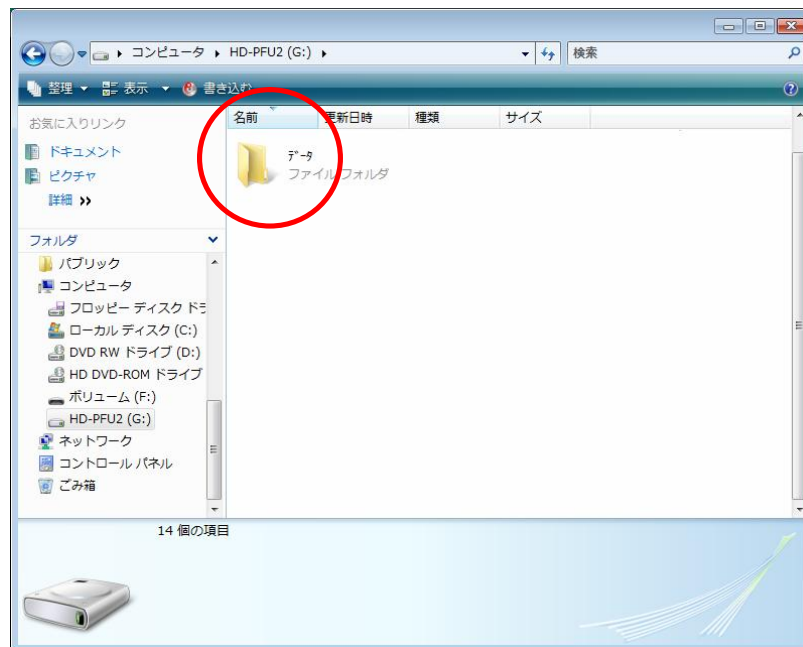 コンピュータ HD-PFU2 (G:) 検索
整理 表示 書き込む
お気に入りリンク
ドキュメント
ピクチャ
詳細 »
フォルダ
パブリック
コンピュータ
フロッピー ディスク ドラ
ローカル ディスク (C:)
DVD RW ドライブ (D:)
HD DVD-ROM ドライブ
ボリューム (F:)
HD-PFU2 (G:)
ネットワーク
コントロール パネル
ごみ箱
名前 更新日時 種類 サイズ
ﾃﾞｰﾀ
ファイル フォルダ
14 個の項目